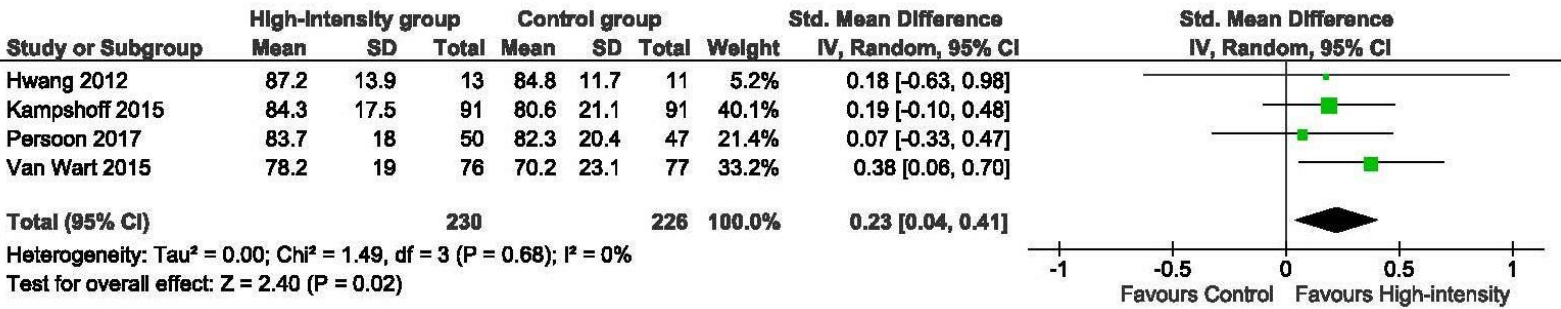 High-intensity group Control group Std. Mean Difference Std. Mean Difference
Study or Subgroup Mean SD Total Mean SD Total Weight IV, Random, 95% CI IV, Random, 95% CI
Hwang 2012 87.2 13.9 13 84.8 11.7 11 5.2% 0.18 [-0.63, 0.98]
Kampshoff 2015 84.3 17.5 91 80.6 21.1 91 40.1% 0.19 [-0.10, 0.48]
Persoon 2017 83.7 18 50 82.3 20.4 47 21.4% 0.07 [-0.33, 0.47]
Van Wart 2015 78.2 19 76 70.2 23.1 77 33.2% 0.38 [0.06, 0.70]
Total (95% CI) 230 226 100.0% 0.23 [0.04, 0.41]
Heterogeneity: Tau² = 0.00; Chi² = 1.49, df = 3 (P = 0.68); I² = 0%
Test for overall effect: Z = 2.40 (P = 0.02)
-1 -0.5 0 0.5 1
Favours Control Favours High-intensity